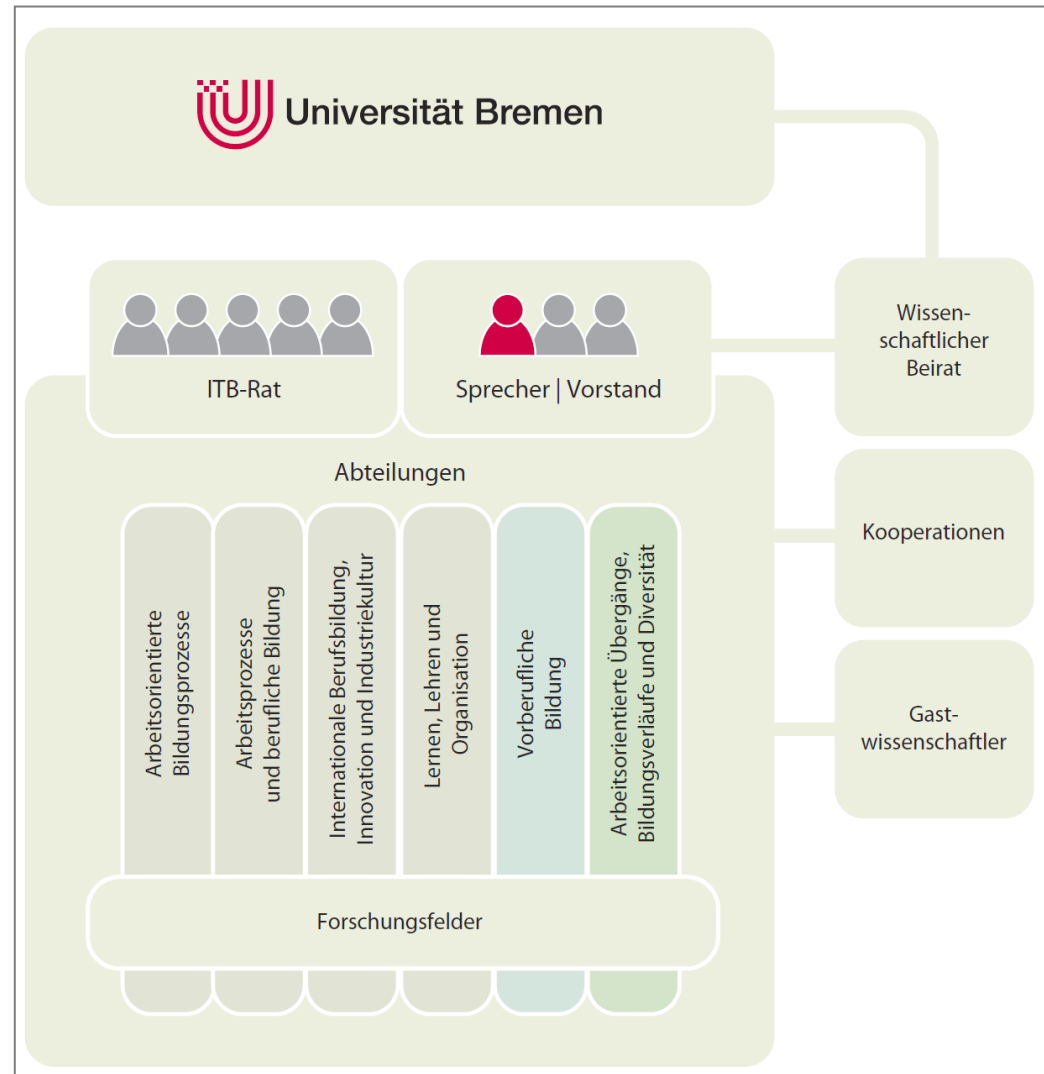 Universität Bremen
ITB-Rat
Sprecher | Vorstand
Wissen-
schaftlicher
Beirat
Abteilungen
Kooperationen
Gast-
wissenschaftler
Arbeitsorientierte
Bildungsprozesse
Arbeitsprozesse
und berufliche Bildung
Internationale Berufsbildung,
Innovation und Industriekultur
Lernen, Lehren und
Organisation
Vorberufliche
Bildung
Arbeitsorientierte Übergänge,
Bildungsverläufe und Diversität
Forschungsfelder